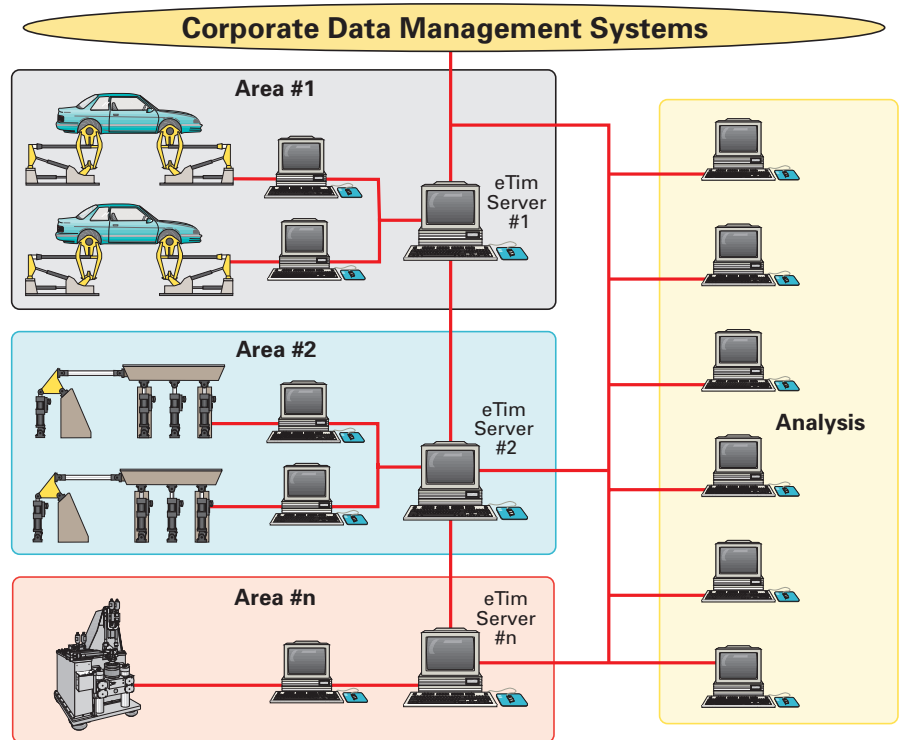 Corporate Data Management Systems
Area #1
eTim
Server
#1
Area #2
eTim
Server
#2
Analysis
Area #n
eTim
Server
#n